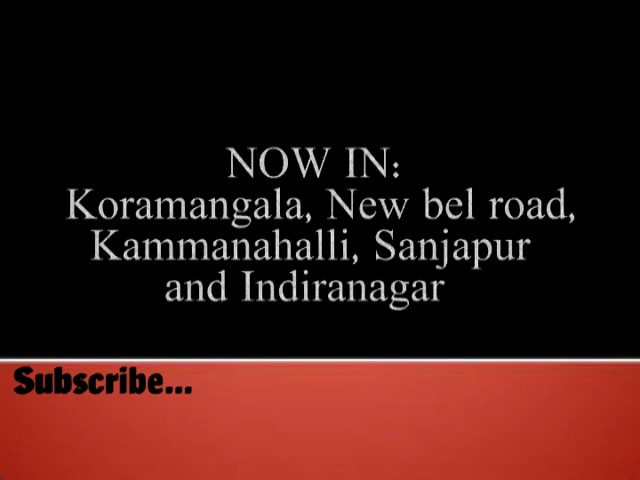 NOW IN:
Koramangala, New bel road,
Kammanahalli, Sanjapur
and Indiranagar
Subscribe...